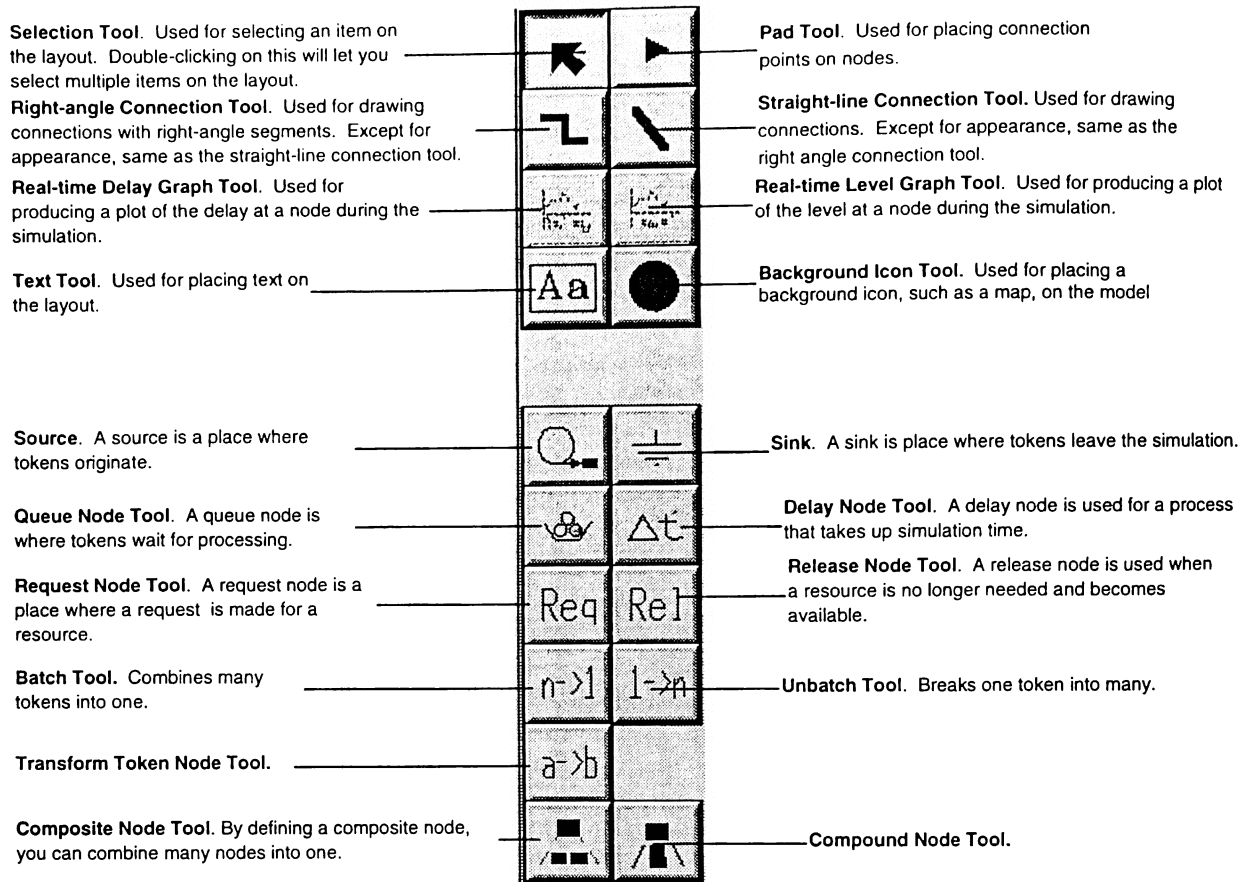 Selection Tool. Used for selecting an item on
the layout. Double-clicking on this will let you
select multiple items on the layout.
Pad Tool. Used for placing connection
points on nodes.
Right-angle Connection Tool. Used for drawing
connections with right-angle segments. Except for
appearance, same as the straight-line connection tool.
Straight-line Connection Tool. Used for drawing
connections. Except for appearance, same as the
right angle connection tool.
Real-time Delay Graph Tool. Used for
producing a plot of the delay at a node during the
simulation.
Real-time Level Graph Tool. Used for producing a plot
of the level at a node during the simulation.
Text Tool. Used for placing text on
the layout.
Aa
Background Icon Tool. Used for placing a
background icon, such as a map, on the model
Source. A source is a place where
tokens originate.
Sink. A sink is place where tokens leave the simulation.
Queue Node Tool. A queue node is
where tokens wait for processing.
Δt
Delay Node Tool. A delay node is used for a process
that takes up simulation time.
Request Node Tool. A request node is a
place where a request is made for a
resource.
Req
Rel
Release Node Tool. A release node is used when
a resource is no longer needed and becomes
available.
Batch Tool. Combines many
tokens into one.
n->1
1->n
Unbatch Tool. Breaks one token into many.
Transform Token Node Tool.
a->b
Composite Node Tool. By defining a composite node,
you can combine many nodes into one.
Compound Node Tool.